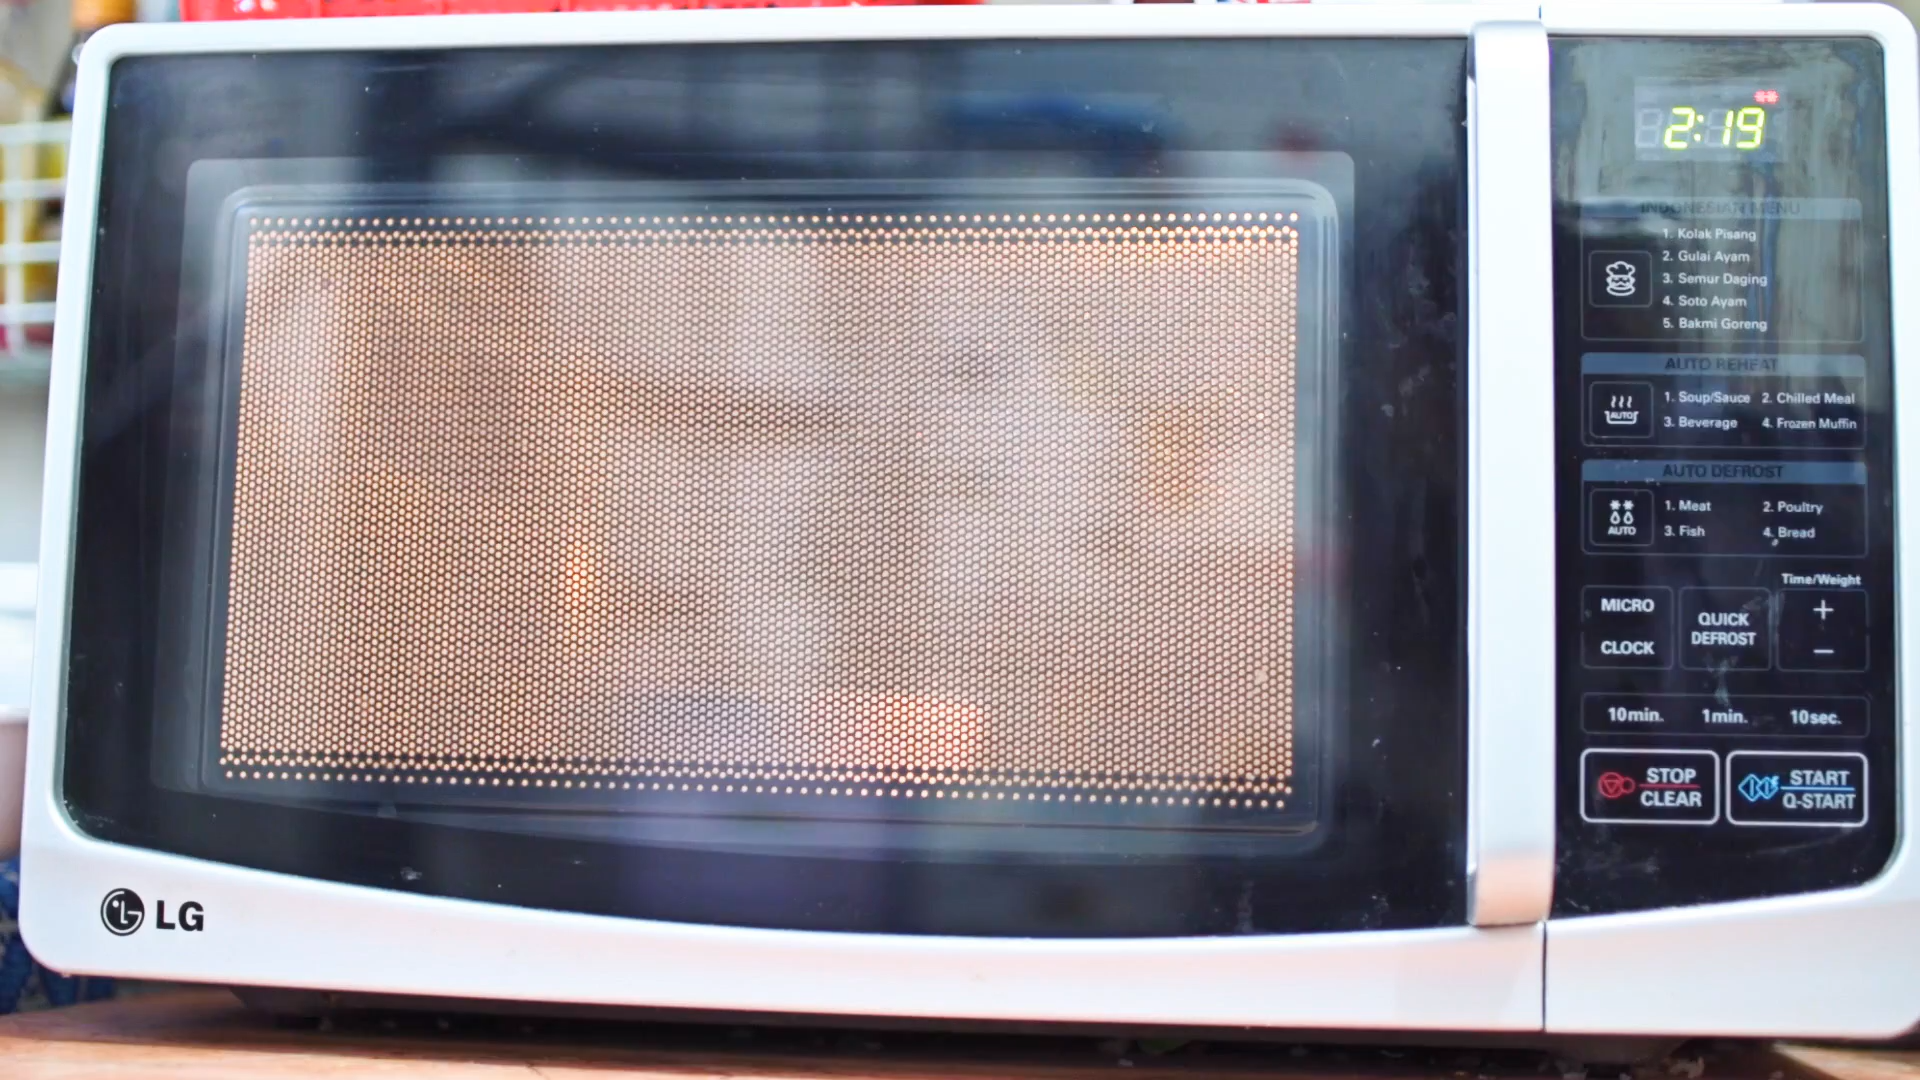 2:19
INDONESIAN MENU
1. Kolak Pisang
2. Gulai Ayam
3. Semur Daging
4. Soto Ayam
5. Bakmi Goreng
AUTO REHEAT
AUTO
1. Soup/Sauce 2. Chilled Meal
3. Beverage 4. Frozen Muffin
AUTO DEFROST
AUTO
1. Meat 2. Poultry
3. Fish 4. Bread
Time/Weight
MICRO
CLOCK
QUICK
DEFROST
+
−
10min. 1min. 10sec.
STOP
CLEAR
START
Q-START
LG